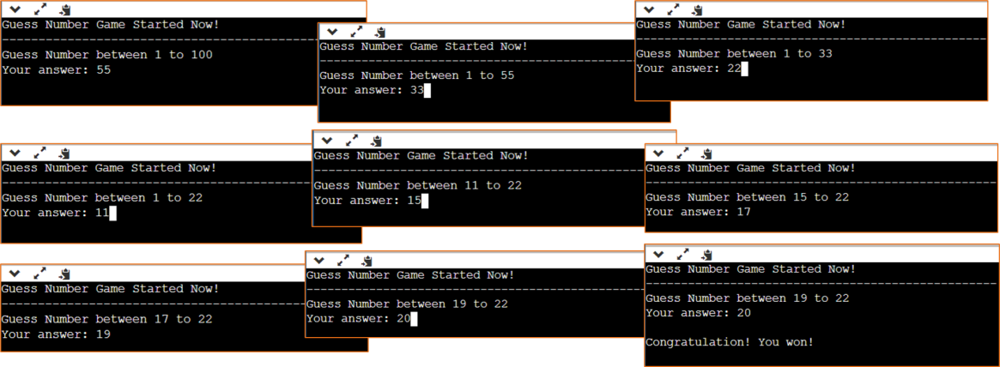 Guess Number Game Started Now!
--------------------------------------------
Guess Number between 1 to 100
Your answer: 55
Guess Number Game Started Now!
--------------------------------------------
Guess Number between 1 to 55
Your answer: 33
Guess Number Game Started Now!
--------------------------------------------------
Guess Number between 1 to 33
Your answer: 22
Guess Number Game Started Now!
--------------------------------------------
Guess Number between 1 to 22
Your answer: 11
Guess Number Game Started Now!
--------------------------------------------
Guess Number between 11 to 22
Your answer: 15
Guess Number Game Started Now!
--------------------------------------------------
Guess Number between 15 to 22
Your answer: 17
Guess Number Game Started Now!
--------------------------------------------
Guess Number between 17 to 22
Your answer: 19
Guess Number Game Started Now!
--------------------------------------------
Guess Number between 19 to 22
Your answer: 20
Guess Number Game Started Now!
--------------------------------------------------
Guess Number between 19 to 22
Your answer: 20
Congratulation! You won!